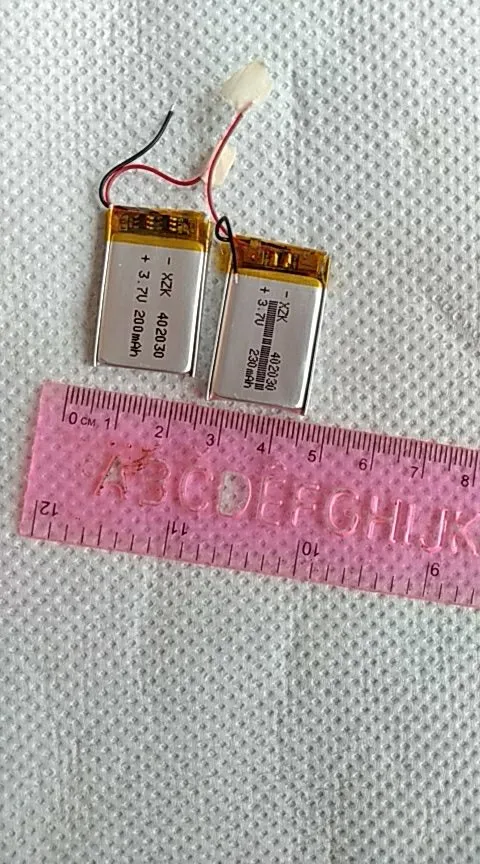 - XZK 402030
+ 3.7V 200mAh
- XZK 402030
+ 3.7V 230mAh
0 CM. 1 2 3 4 5 6 7 8
ABCDEFGHIJK
12 11 10 9